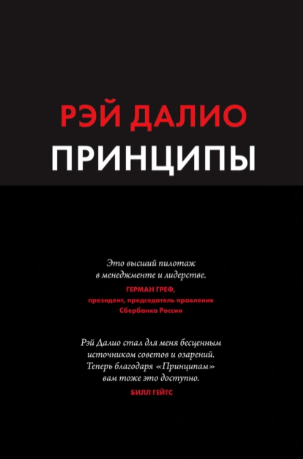 РЭЙ ДАЛИО
ПРИНЦИПЫ
Это высший пилотаж
в менеджменте и лидерстве.
ГЕРМАН ГРЕФ,
президент, председатель правления
Сбербанка России
Рэй Далио стал для меня бесценным
источником советов и озарений.
Теперь благодаря «Принципам»
вам тоже это доступно.
БИЛЛ ГЕЙТС